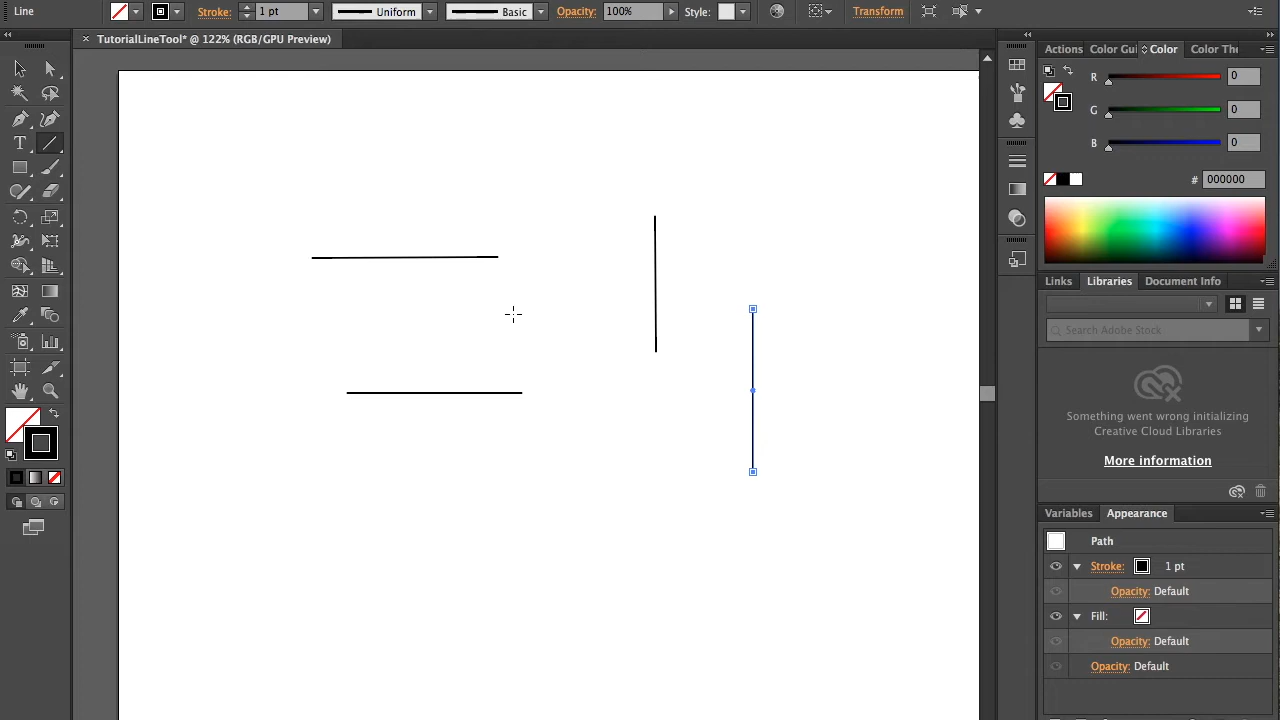 Line Stroke: 1 pt Uniform Basic Opacity: 100% Style: Transform
× TutorialLineTool* @ 122% (RGB/GPU Preview)
Actions Color Gui Color Color The
R 0
G 0
B 0
# 000000
Links Libraries Document Info
Search Adobe Stock
Something went wrong initializing
Creative Cloud Libraries
More information
Variables Appearance
Path
Stroke: 1 pt
Opacity: Default
Fill:
Opacity: Default
Opacity: Default